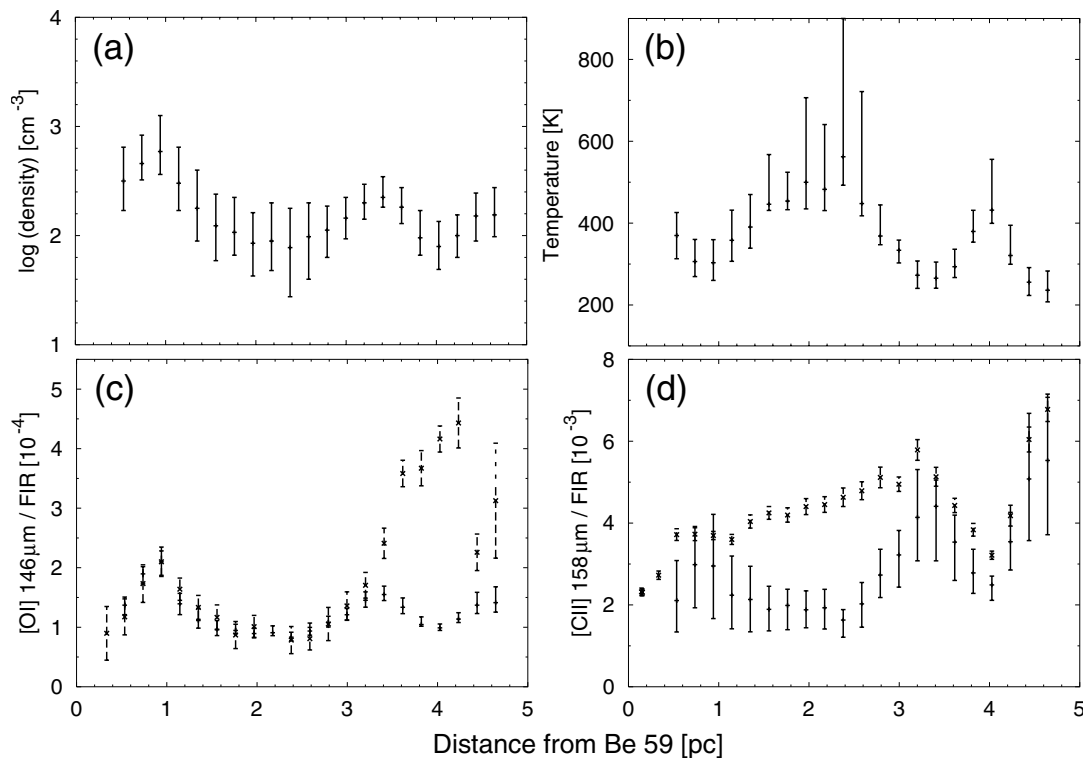 (a)
log (density) [cm⁻³]
4
3
2
1
(b)
Temperature [K]
800
600
400
200
(c)
[OI] 146μm / FIR [10⁻⁴]
5
4
3
2
1
0
0 1 2 3 4 5
(d)
[CII] 158μm / FIR [10⁻³]
8
6
4
2
0
0 1 2 3 4 5
Distance from Be 59 [pc]